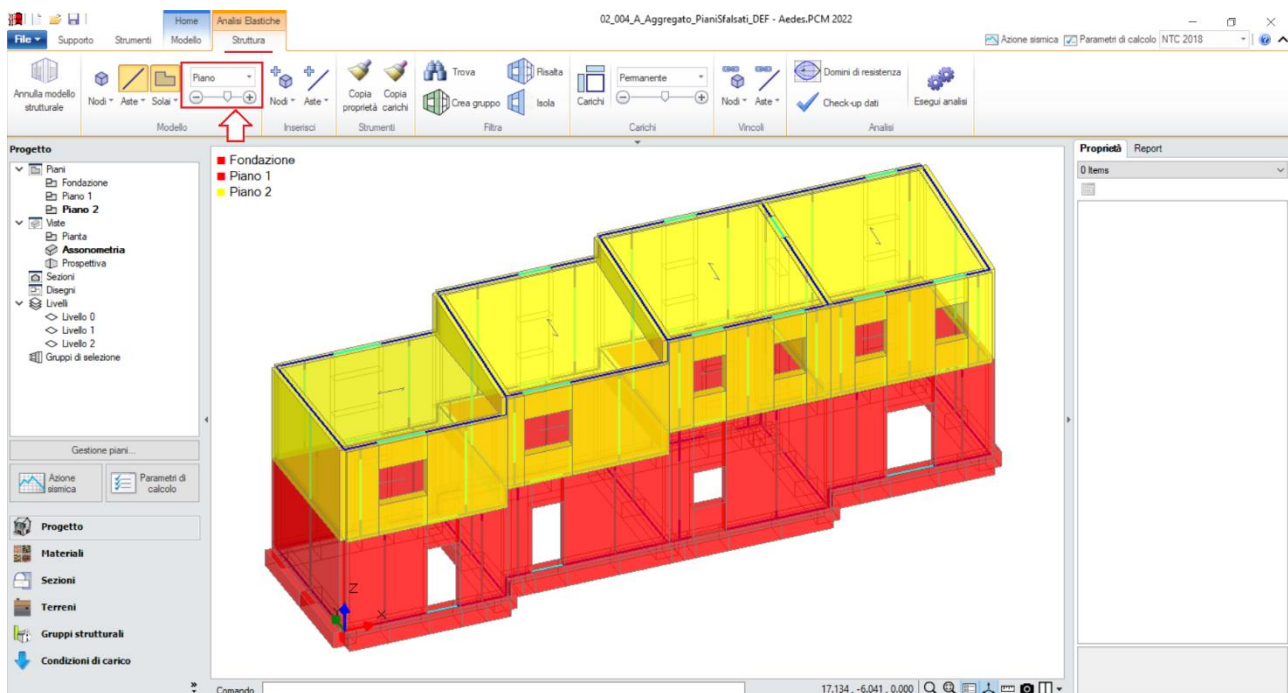 02_004_A_Aggregato_PianiSfalsati_DEF - Aedes.PCM 2022
Home
Analisi Elastiche
File
Supporto
Strumenti
Modello
Struttura
Azione sismica
Parametri di calcolo
NTC 2018
Annulla modello
strutturale
Nodi
Aste
Solai
Piano
Modello
Nodi
Aste
Inserisci
Copia
proprietà
Copia
carichi
Strumenti
Trova
Crea gruppo
Risalta
Isola
Filtra
Carichi
Permanente
Carichi
Nodi
Aste
Vincoli
Domini di resistenza
Check-up dati
Esegui analisi
Analisi
Progetto
Piani
Fondazione
Piano 1
Piano 2
Viste
Pianta
Assonometria
Prospettiva
Sezioni
Disegni
Livelli
Livello 0
Livello 1
Livello 2
Gruppi di selezione
Gestione piani...
Azione
sismica
Parametri di
calcolo
Progetto
Materiali
Sezioni
Terreni
Gruppi strutturali
Condizioni di carico
Fondazione
Piano 1
Piano 2
Z
X
Proprietà
Report
0 Items
Comando
17.134 , -6.041 , 0.000